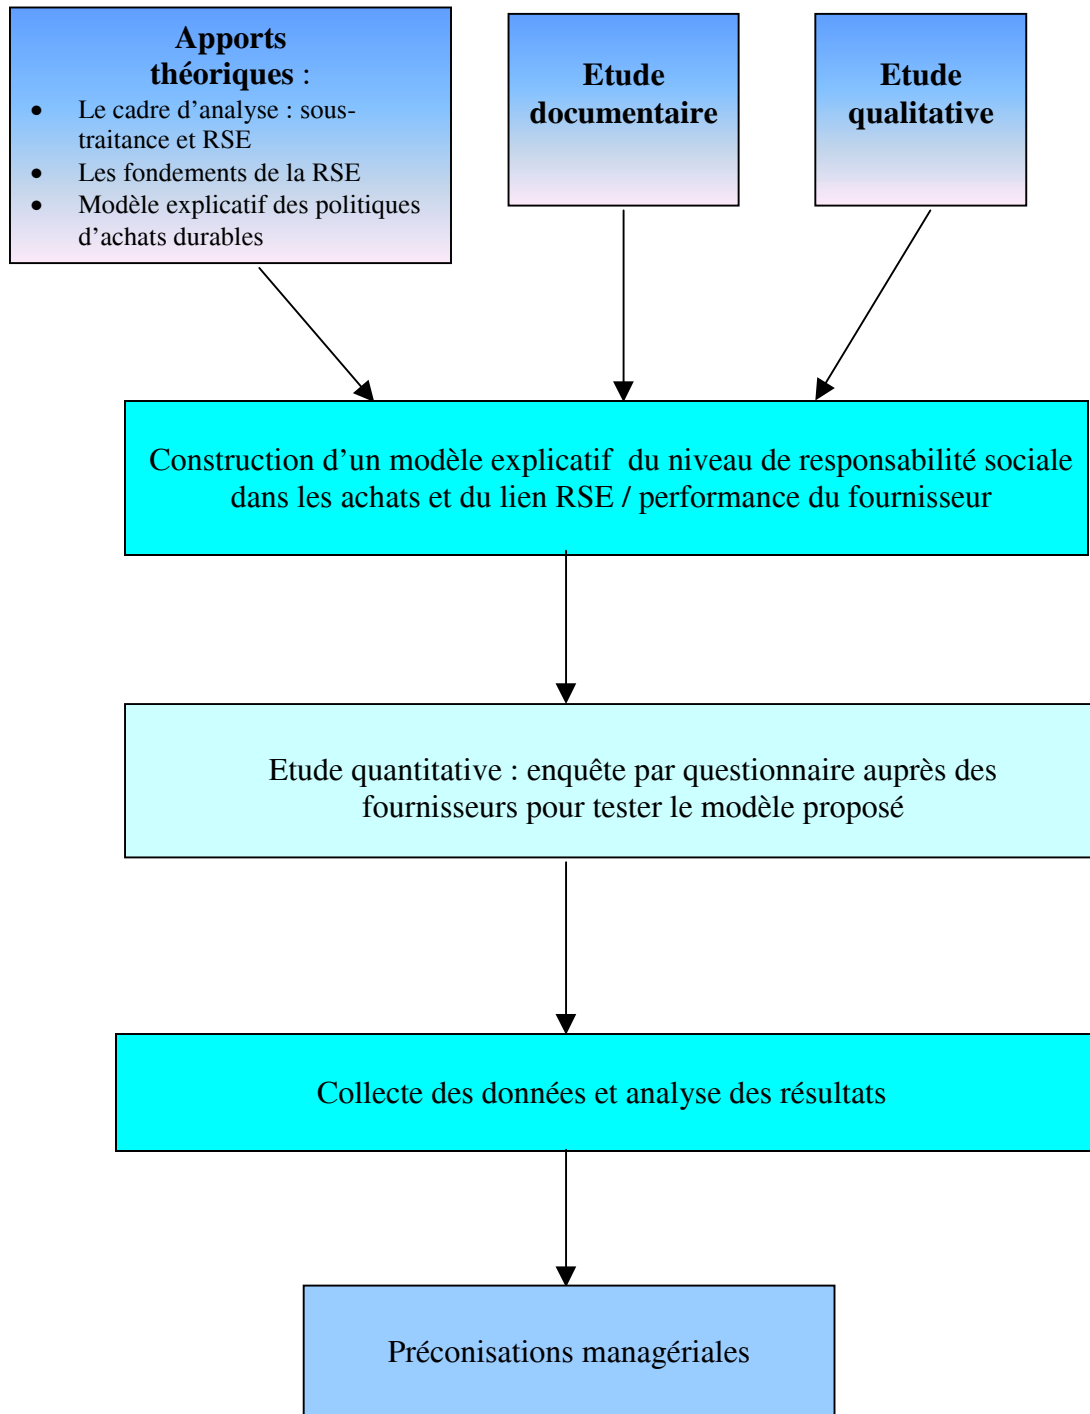 Apports
théoriques :
• Le cadre d'analyse : sous-
traitance et RSE
• Les fondements de la RSE
• Modèle explicatif des politiques
d'achats durables
Etude
documentaire
Etude
qualitative
Construction d'un modèle explicatif du niveau de responsabilité sociale
dans les achats et du lien RSE / performance du fournisseur
Etude quantitative : enquête par questionnaire auprès des
fournisseurs pour tester le modèle proposé
Collecte des données et analyse des résultats
Préconisations managériales